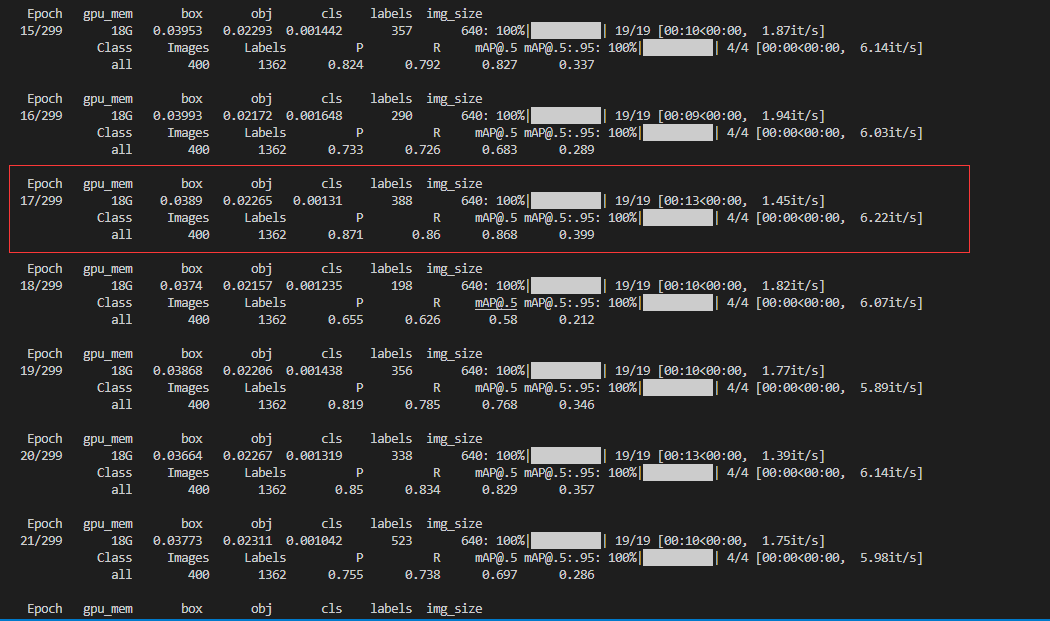 Epoch gpu_mem box obj cls labels img_size
15/299 18G 0.03953 0.02293 0.001442 357 640: 100%| | 19/19 [00:10<00:00, 1.87it/s]
Class Images Labels P R mAP@.5 mAP@.5:.95: 100%| | 4/4 [00:00<00:00, 6.14it/s]
all 400 1362 0.824 0.792 0.827 0.337
Epoch gpu_mem box obj cls labels img_size
16/299 18G 0.03993 0.02172 0.001648 290 640: 100%| | 19/19 [00:09<00:00, 1.94it/s]
Class Images Labels P R mAP@.5 mAP@.5:.95: 100%| | 4/4 [00:00<00:00, 6.03it/s]
all 400 1362 0.733 0.726 0.683 0.289
Epoch gpu_mem box obj cls labels img_size
17/299 18G 0.0389 0.02265 0.00131 388 640: 100%| | 19/19 [00:13<00:00, 1.45it/s]
Class Images Labels P R mAP@.5 mAP@.5:.95: 100%| | 4/4 [00:00<00:00, 6.22it/s]
all 400 1362 0.871 0.86 0.868 0.399
Epoch gpu_mem box obj cls labels img_size
18/299 18G 0.0374 0.02157 0.001235 198 640: 100%| | 19/19 [00:10<00:00, 1.82it/s]
Class Images Labels P R mAP@.5 mAP@.5:.95: 100%| | 4/4 [00:00<00:00, 6.07it/s]
all 400 1362 0.655 0.626 0.58 0.212
Epoch gpu_mem box obj cls labels img_size
19/299 18G 0.03868 0.02206 0.001438 356 640: 100%| | 19/19 [00:10<00:00, 1.77it/s]
Class Images Labels P R mAP@.5 mAP@.5:.95: 100%| | 4/4 [00:00<00:00, 5.89it/s]
all 400 1362 0.819 0.785 0.768 0.346
Epoch gpu_mem box obj cls labels img_size
20/299 18G 0.03664 0.02267 0.001319 338 640: 100%| | 19/19 [00:13<00:00, 1.39it/s]
Class Images Labels P R mAP@.5 mAP@.5:.95: 100%| | 4/4 [00:00<00:00, 6.14it/s]
all 400 1362 0.85 0.834 0.829 0.357
Epoch gpu_mem box obj cls labels img_size
21/299 18G 0.03773 0.02311 0.001042 523 640: 100%| | 19/19 [00:10<00:00, 1.75it/s]
Class Images Labels P R mAP@.5 mAP@.5:.95: 100%| | 4/4 [00:00<00:00, 5.98it/s]
all 400 1362 0.755 0.738 0.697 0.286
Epoch gpu_mem box obj cls labels img_size